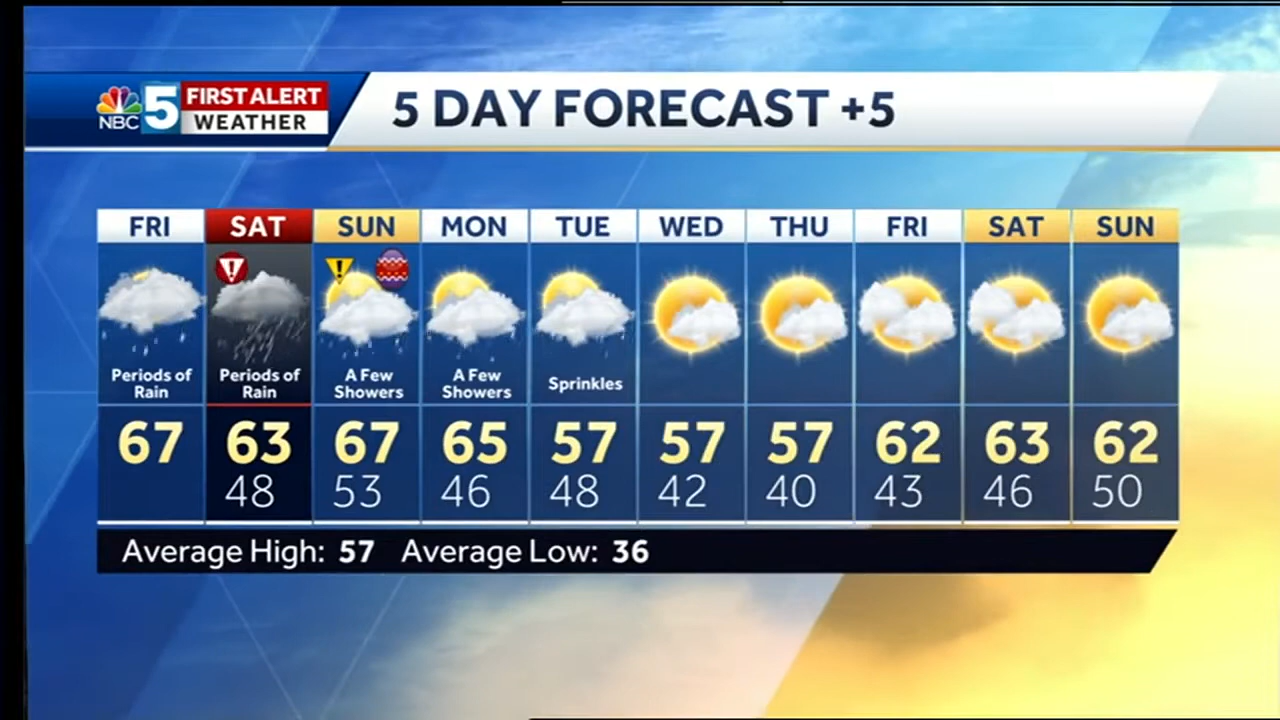 NBC 5 FIRST ALERT
WEATHER
5 DAY FORECAST +5
FRI SAT SUN MON TUE WED THU FRI SAT SUN
! !
Periods of Rain Periods of Rain A Few Showers A Few Showers Sprinkles
67 63 67 65 57 57 57 62 63 62
48 53 46 48 42 40 43 46 50
Average High: 57 Average Low: 36